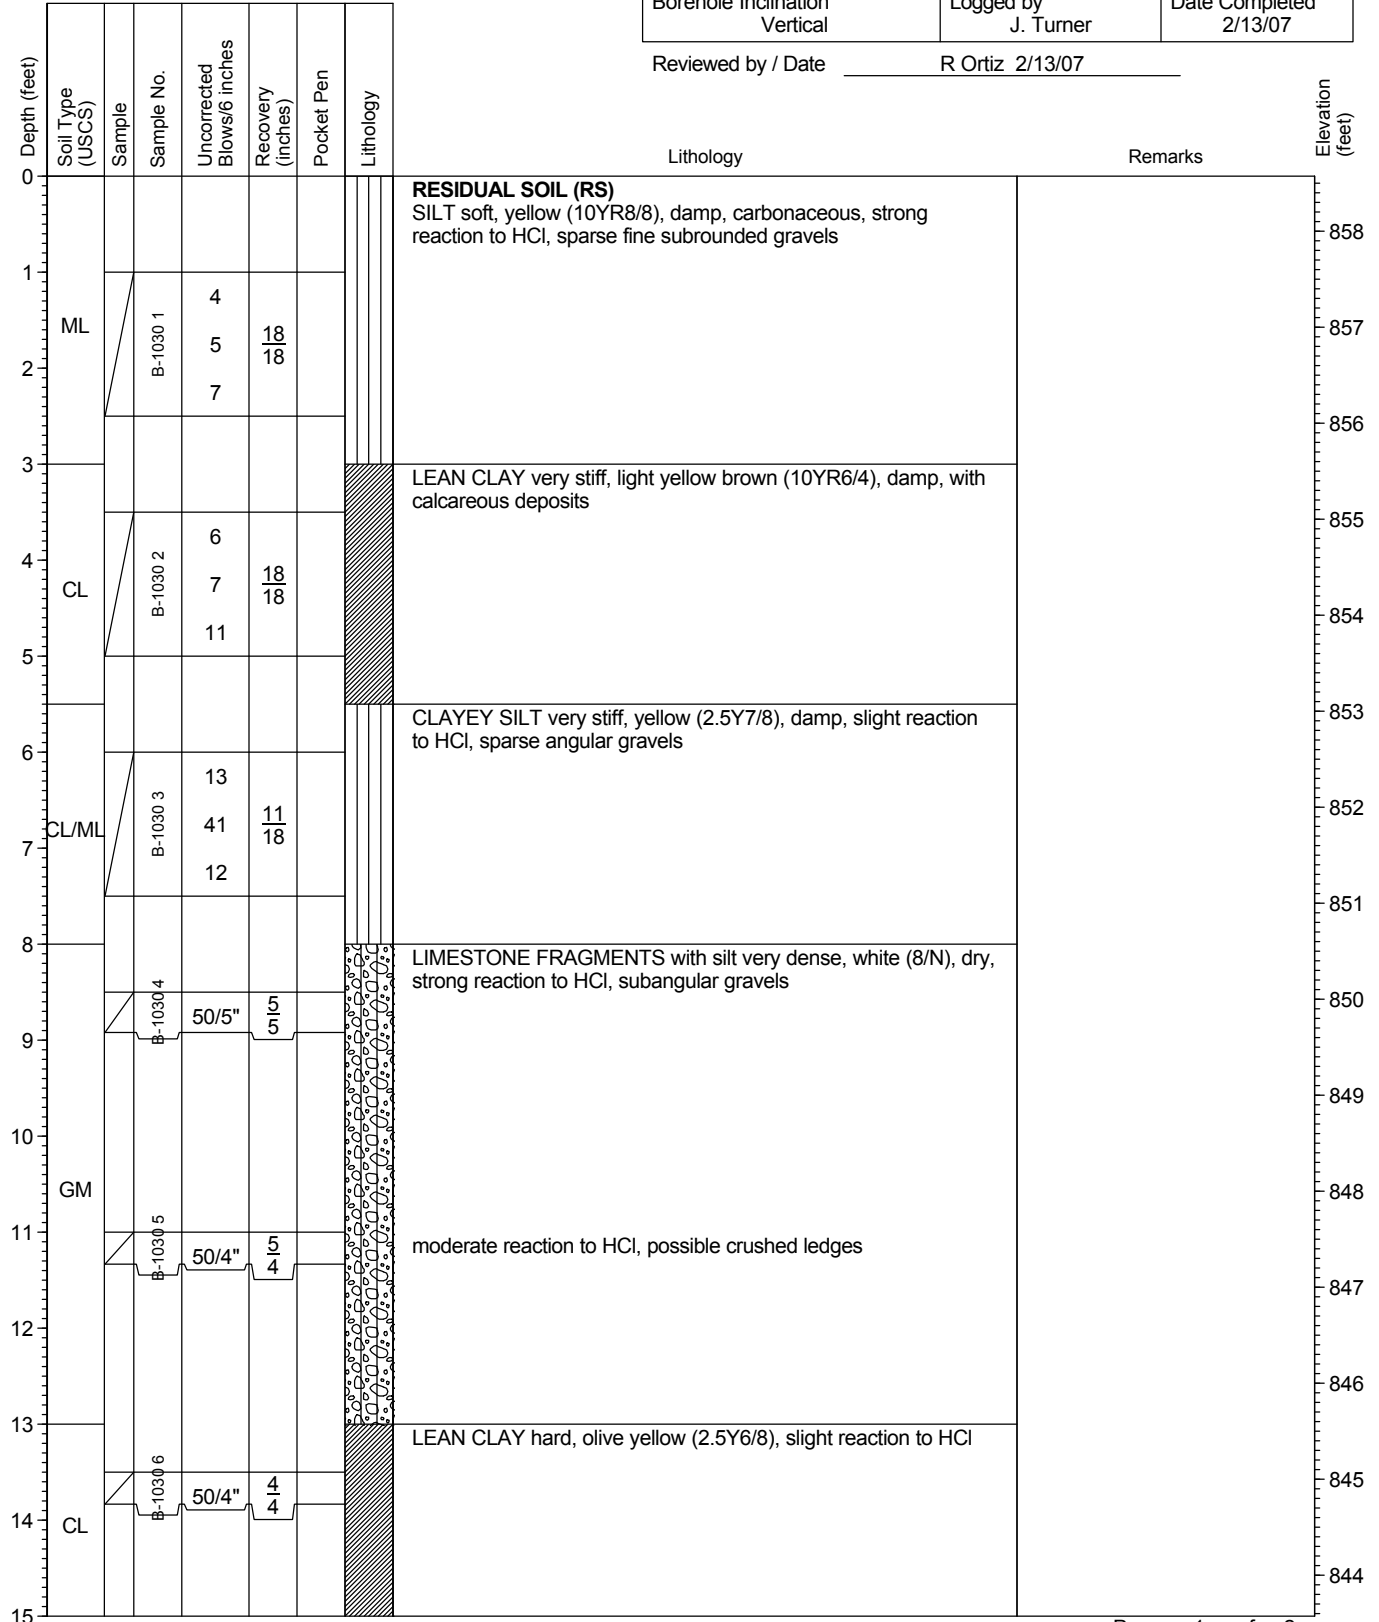 Borehole Inclination
Vertical
Logged by
J. Turner
Date Completed
2/13/07
Reviewed by / Date R Ortiz 2/13/07
Depth (feet)
Soil Type
(USCS)
Sample
Sample No.
Uncorrected
Blows/6 inches
Recovery
(inches)
Pocket Pen
Lithology
Lithology
Remarks
Elevation
(feet)
0
RESIDUAL SOIL (RS)
SILT soft, yellow (10YR8/8), damp, carbonaceous, strong
reaction to HCl, sparse fine subrounded gravels
858
1
ML
B-1030 1
4
5
7
18
18
857
2
856
3
LEAN CLAY very stiff, light yellow brown (10YR6/4), damp, with
calcareous deposits
855
4
CL
B-1030 2
6
7
11
18
18
854
5
CLAYEY SILT very stiff, yellow (2.5Y7/8), damp, slight reaction
to HCl, sparse angular gravels
853
6
CL/ML
B-1030 3
13
41
12
11
18
852
7
851
8
LIMESTONE FRAGMENTS with silt very dense, white (8/N), dry,
strong reaction to HCl, subangular gravels
B-1030 4
50/5"
5
5
850
9
849
10
GM
848
11
B-1030 5
50/4"
5
4
moderate reaction to HCl, possible crushed ledges
847
12
846
13
LEAN CLAY hard, olive yellow (2.5Y6/8), slight reaction to HCl
B-1030 6
50/4"
4
4
845
14
CL
844
15